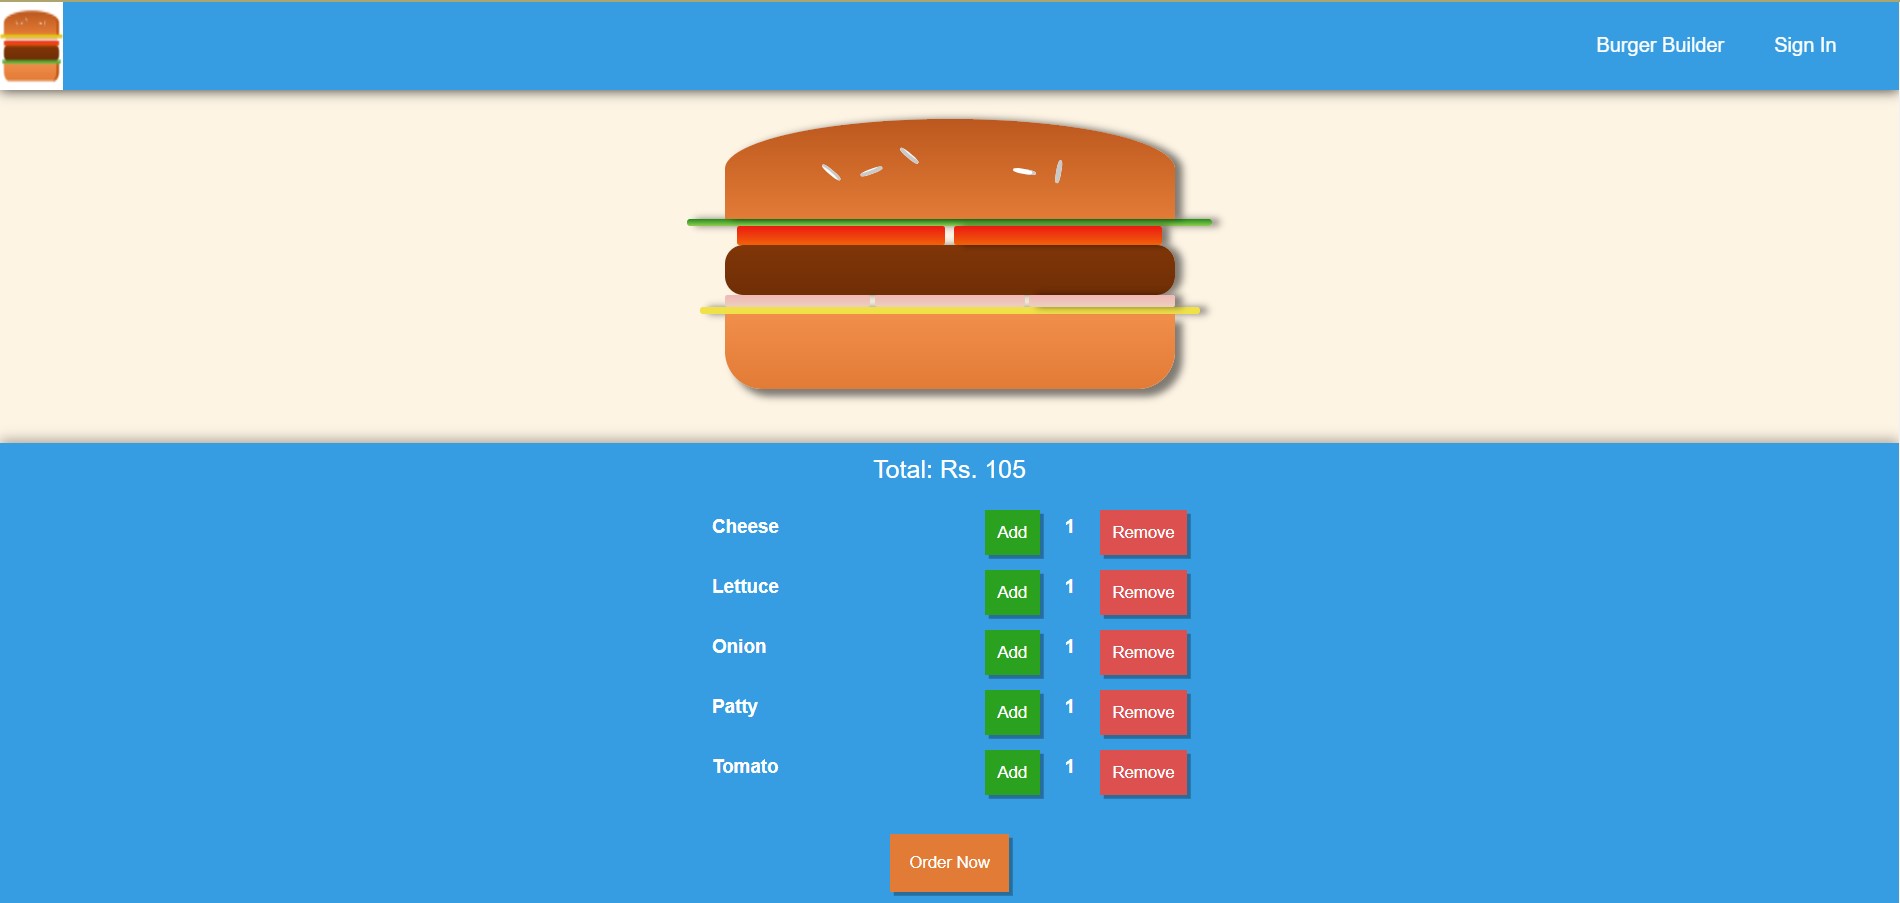 Burger Builder Sign In
Total: Rs. 105
Cheese Add 1 Remove
Lettuce Add 1 Remove
Onion Add 1 Remove
Patty Add 1 Remove
Tomato Add 1 Remove
Order Now